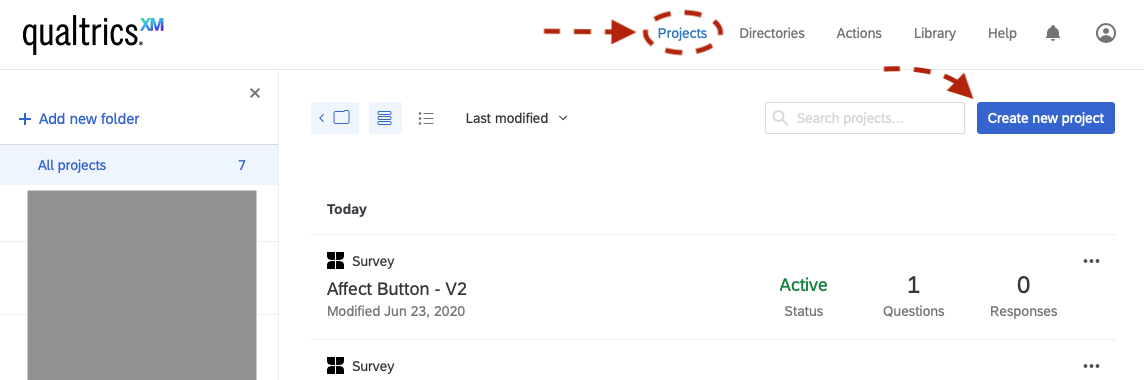 qualtrics.XM
Projects Directories Actions Library Help
+ Add new folder
Last modified
Search projects...
Create new project
All projects 7
Today
Survey
Affect Button - V2
Modified Jun 23, 2020
Active
Status
1
Questions
0
Responses
Survey